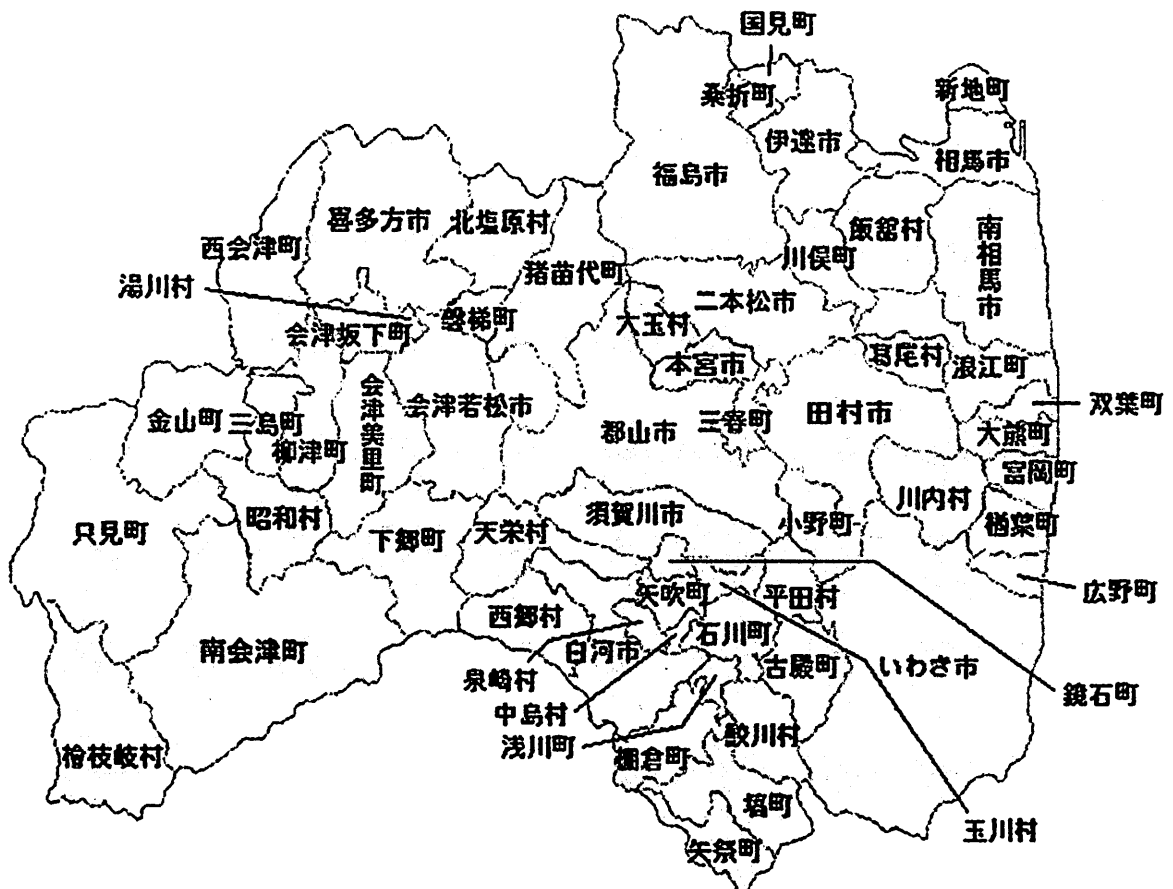 国見町
桑折町
新地町
伊達市
相馬市
福島市
喜多方市
北塩原村
飯舘村
南相馬市
西会津町
川俣町
猪苗代町
湯川村
二本松市
会津坂下町
磐梯町
大玉村
本宮市
葛尾村
浪江町
双葉町
金山町
三島町
柳津町
会津美里町
会津若松市
郡山市
三春町
田村市
大熊町
富岡町
川内村
楢葉町
只見町
昭和村
下郷町
天栄村
須賀川市
小野町
広野町
矢吹町
平田村
西郷村
白河市
石川町
古殿町
いわき市
南会津町
泉崎村
中島村
浅川町
鏡石町
檜枝岐村
鮫川村
棚倉町
塙町
玉川村
矢祭町